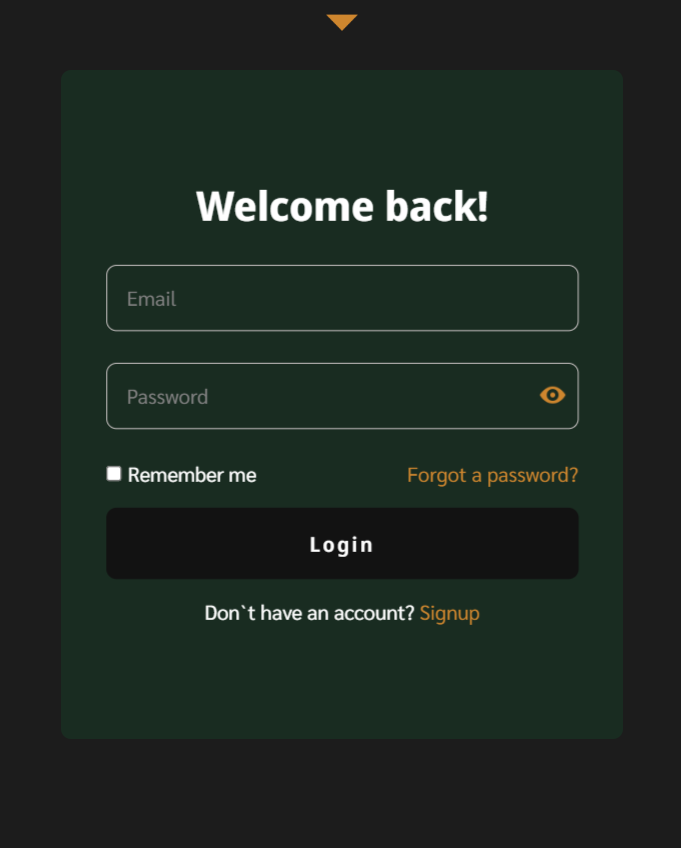 Welcome back!
Email
Password
Remember me Forgot a password?
Login
Don`t have an account? Signup